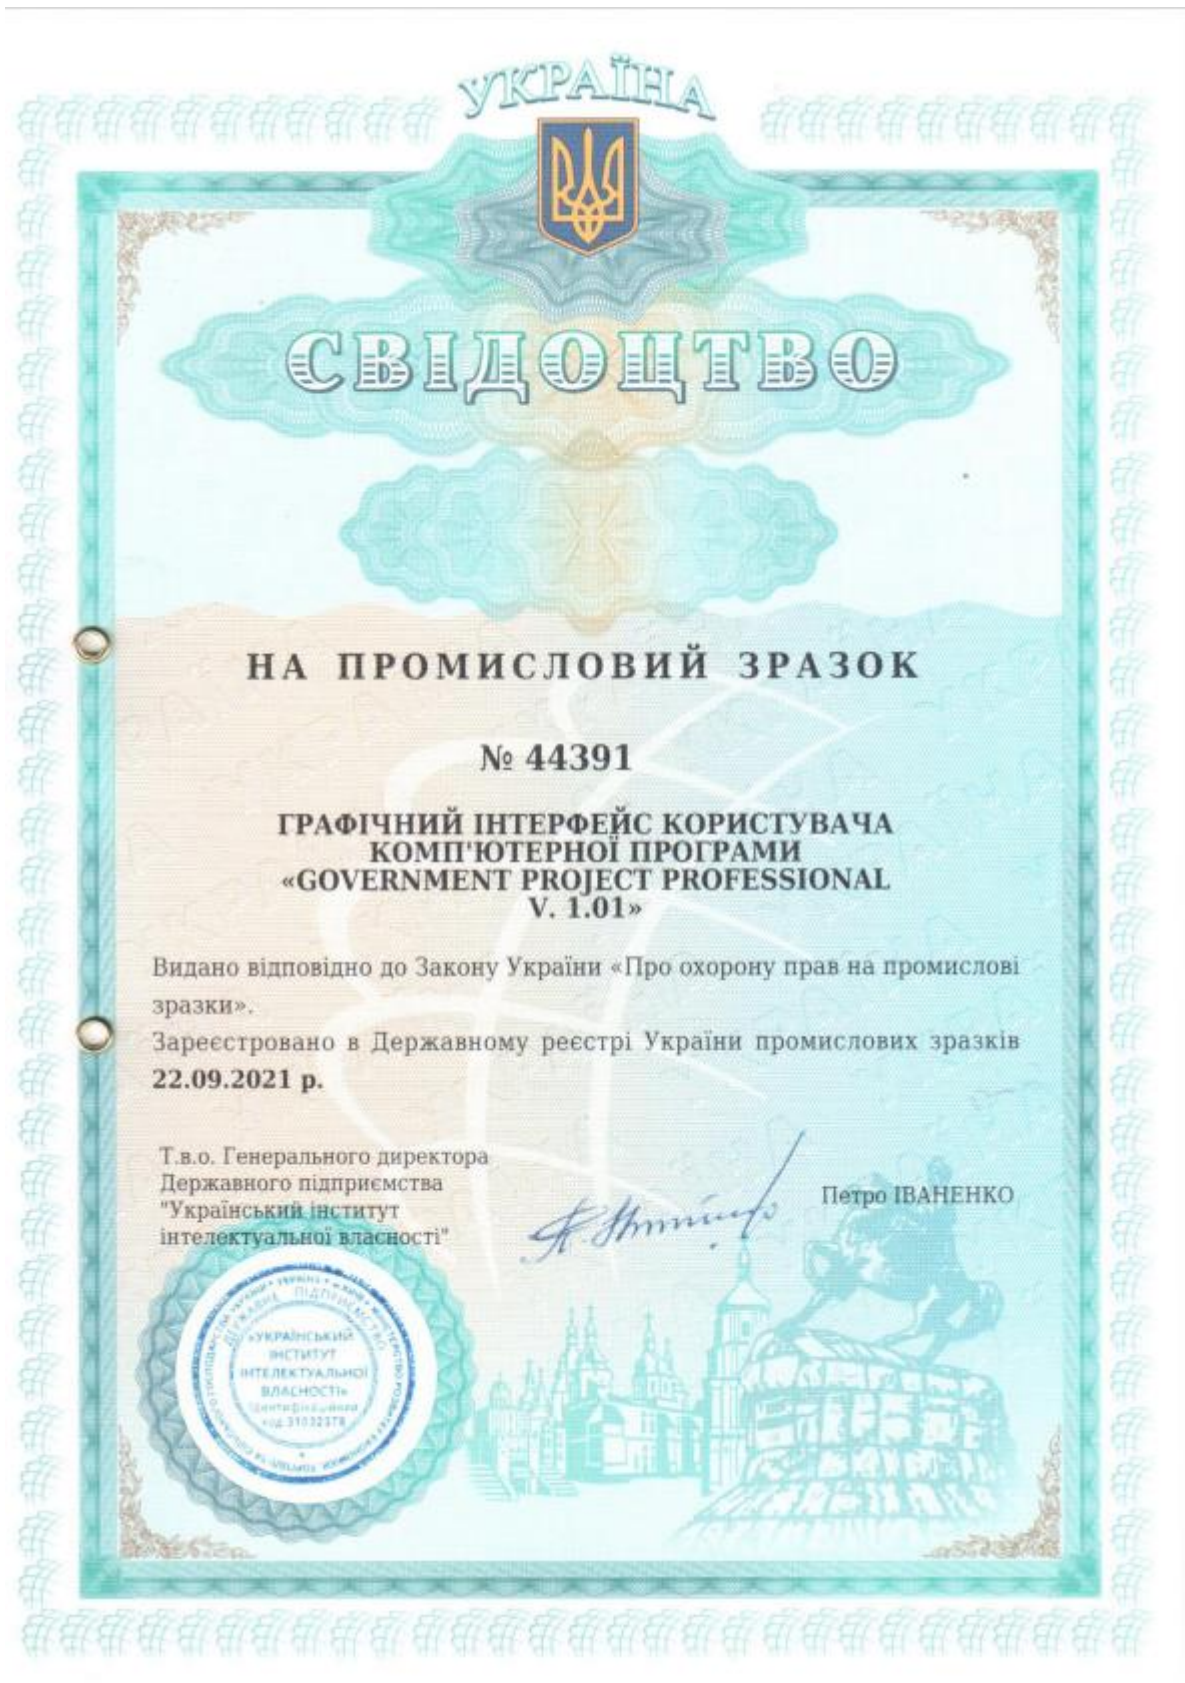 УКРАЇНА
СВІДОЦТВО
НА ПРОМИСЛОВИЙ ЗРАЗОК
№ 44391
ГРАФІЧНИЙ ІНТЕРФЕЙС КОРИСТУВАЧА
КОМП'ЮТЕРНОЇ ПРОГРАМИ
«GOVERNMENT PROJECT PROFESSIONAL
V. 1.01»
Видано відповідно до Закону України «Про охорону прав на промислові
зразки».
Зареєстровано в Державному реєстрі України промислових зразків
22.09.2021 р.
Т.в.о. Генерального директора
Державного підприємства
"Український інститут
інтелектуальної власності"
Петро ІВАНЕНКО
ДЕРЖАВНЕ ПІДПРИЄМСТВО
«УКРАЇНСЬКИЙ
ІНСТИТУТ
ІНТЕЛЕКТУАЛЬНОЇ
ВЛАСНОСТІ»